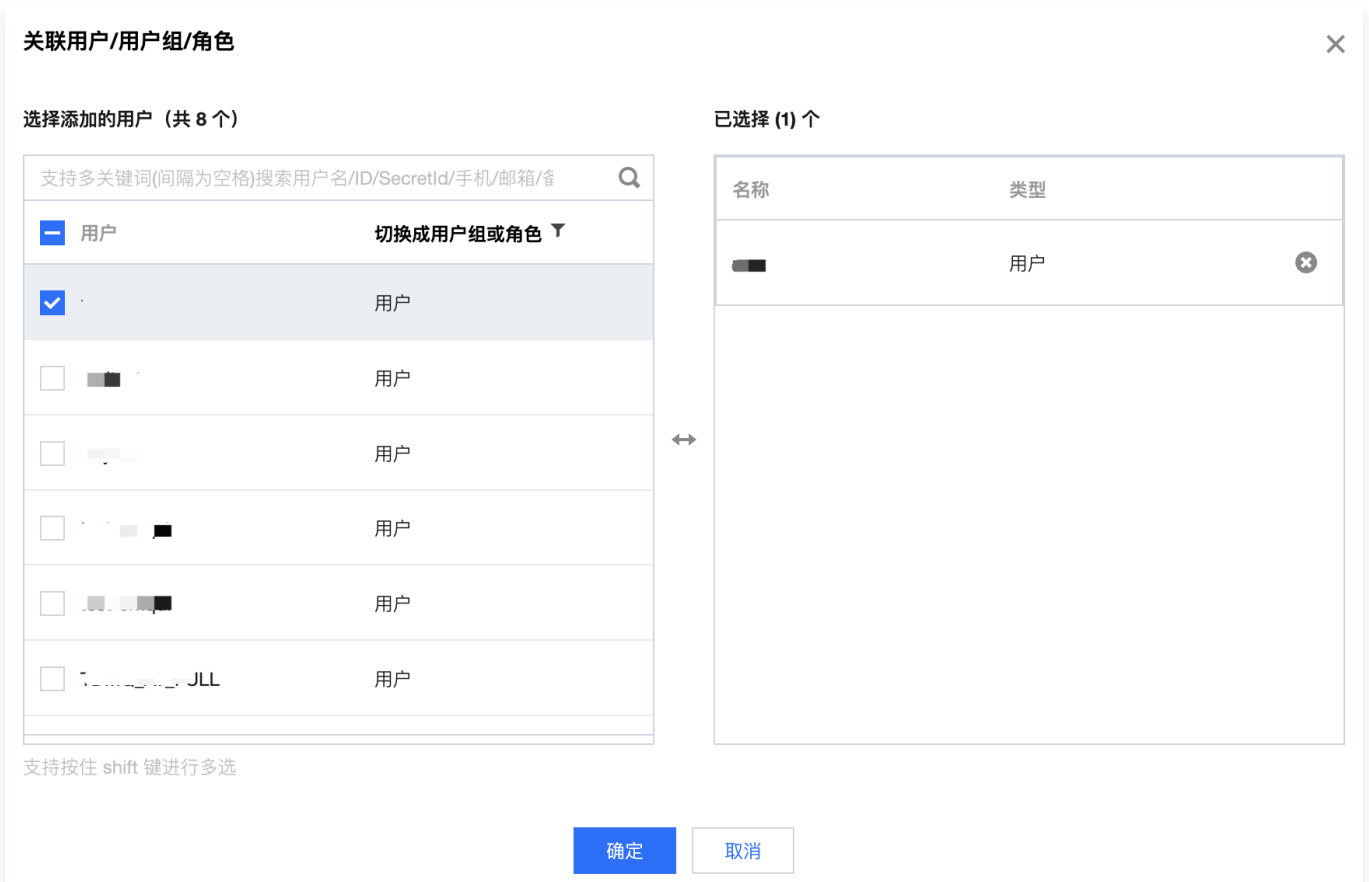 关联用户/用户组/角色
选择添加的用户（共 8 个）
支持多关键词(间隔为空格)搜索用户名/ID/SecretId/手机/邮箱/备
用户 切换成用户组或角色
用户
用户
用户
用户
用户
用户
支持按住 shift 键进行多选
已选择 (1) 个
名称 类型
用户
确定 取消